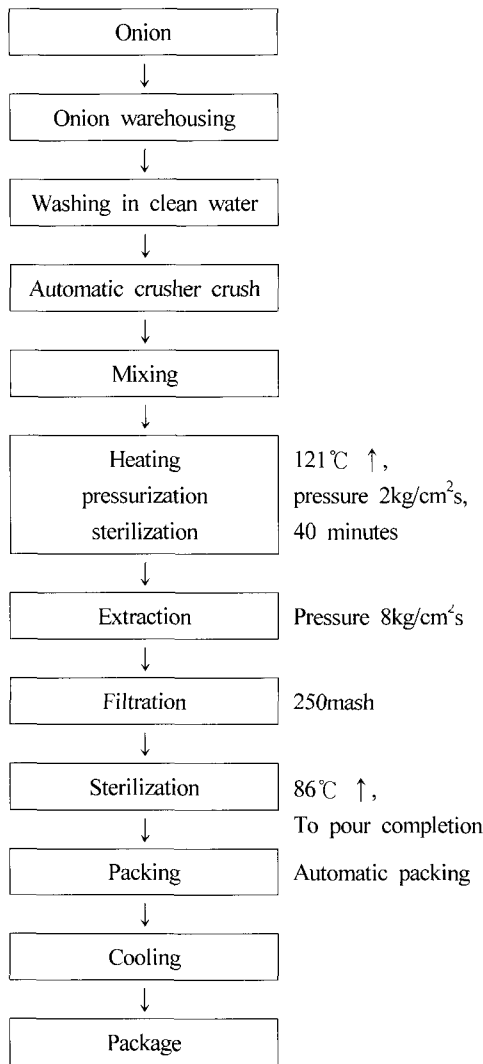 Onion
↓
Onion warehousing
↓
Washing in clean water
↓
Automatic crusher crush
↓
Mixing
↓
Heating 121℃ ↑,
pressurization pressure 2kg/cm²s,
sterilization 40 minutes
↓
Extraction Pressure 8kg/cm²s
↓
Filtration 250mash
↓
Sterilization 86℃ ↑,
↓ To pour completion
Packing Automatic packing
↓
Cooling
↓
Package